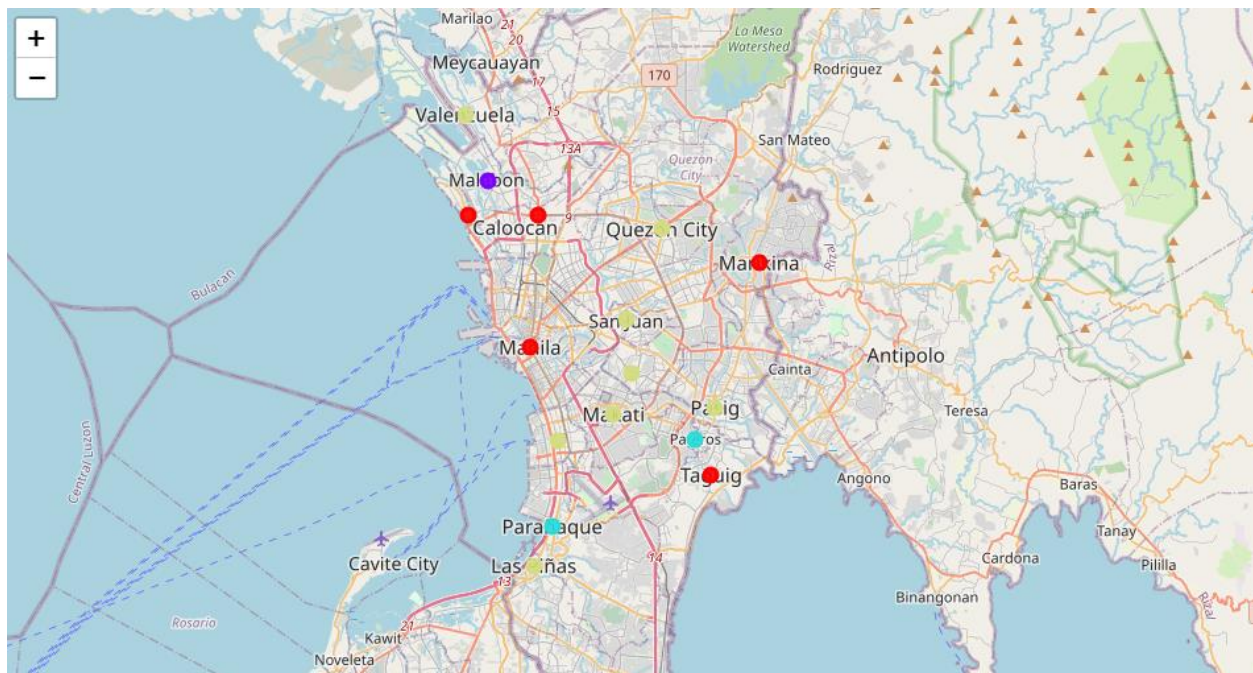 +
−
Marilao
21
20
La Mesa
Watershed
Meycauayan
17
170
Rodriguez
Valenzuela
15
13A
San Mateo
Quezon
City
Malabon
Caloocan
9
Quezon City
Marikina
Rizal
Bulacan
San Juan
Manila
Antipolo
Cainta
Makati
Pasig
Teresa
Pateros
Central Luzon
Taguig
Angono
Baras
Parañaque
14
Tanay
Cavite City
Las Piñas
13
Cardona
Pililla
Binangonan
Rosario
21
Kawit
Rizal
Noveleta